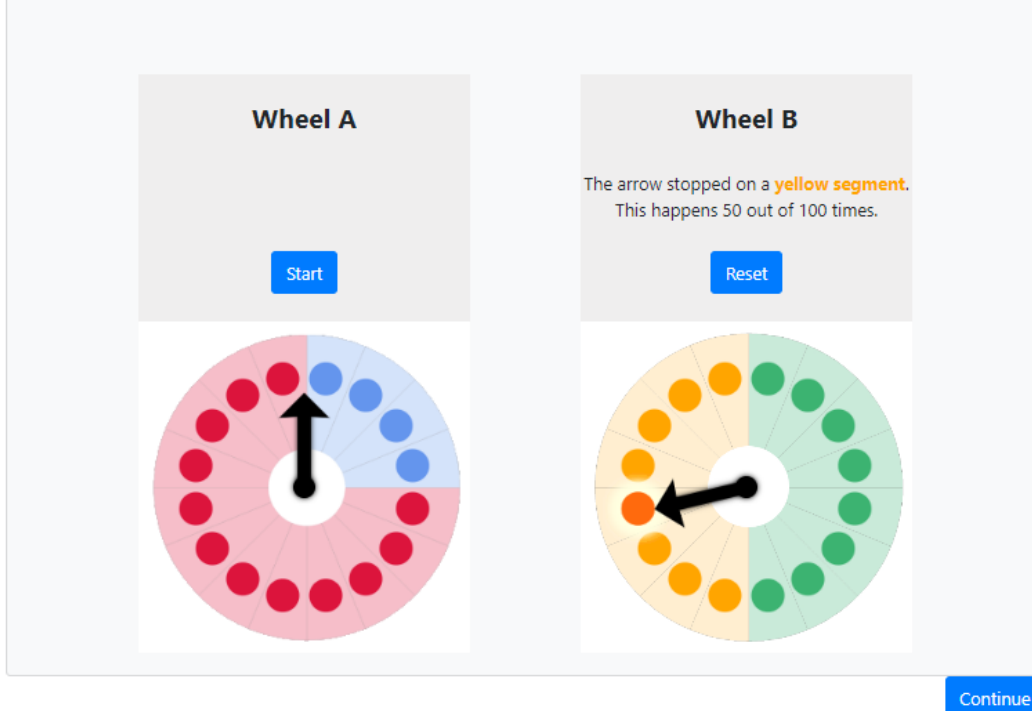 Wheel A
Start
Wheel B
The arrow stopped on a yellow segment.
This happens 50 out of 100 times.
Reset
Continue